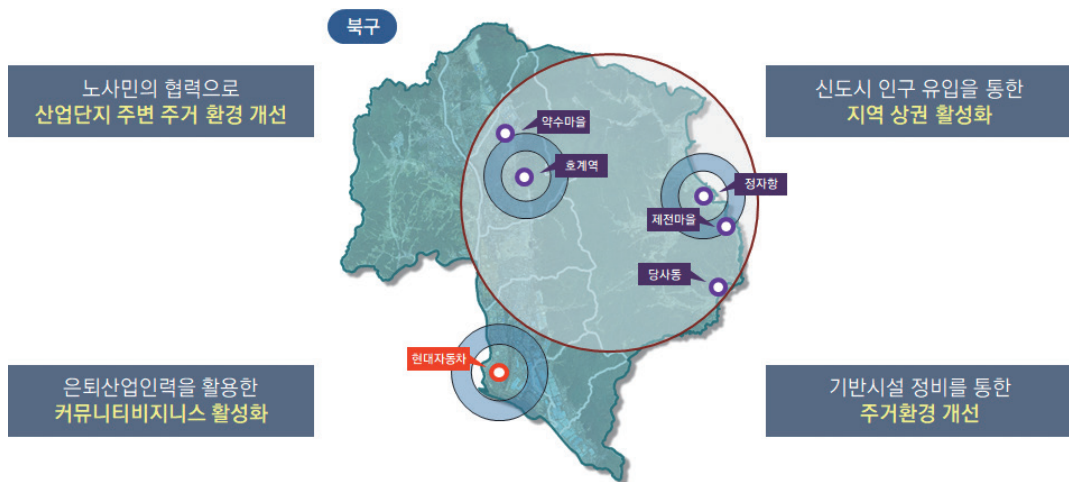 북구
노사민의 협력으로
산업단지 주변 주거 환경 개선
신도시 인구 유입을 통한
지역 상권 활성화
약수마을
호계역
정자항
제전마을
당사동
현대자동차
은퇴산업인력을 활용한
커뮤니티비지니스 활성화
기반시설 정비를 통한
주거환경 개선